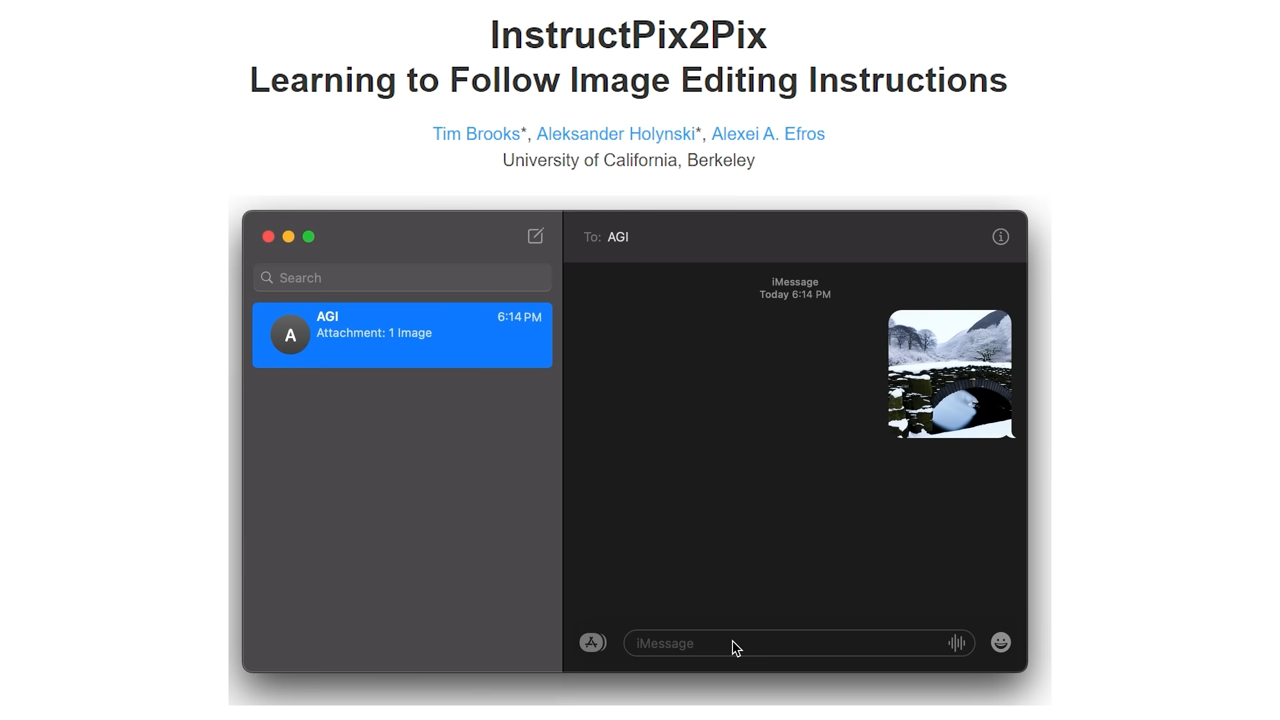 InstructPix2Pix
Learning to Follow Image Editing Instructions
Tim Brooks*, Aleksander Holynski*, Alexei A. Efros
University of California, Berkeley
To: AGI
Search
iMessage
Today 6:14 PM
A
AGI 6:14 PM
Attachment: 1 Image
iMessage